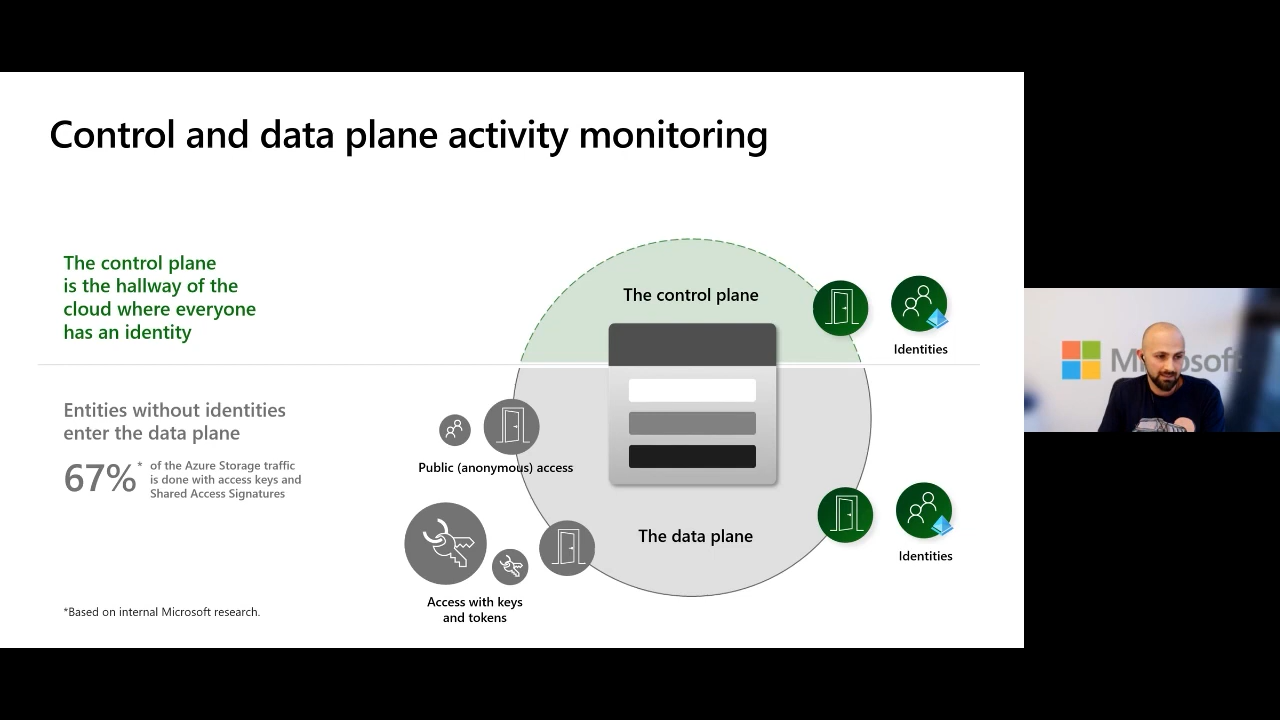 Control and data plane activity monitoring
The control plane
is the hallway of the
cloud where everyone
has an identity
The control plane
Identities
Entities without identities
enter the data plane
67%* of the Azure Storage traffic
is done with access keys and
Shared Access Signatures
Public (anonymous) access
The data plane
Identities
Access with keys
and tokens
*Based on internal Microsoft research.
Microsoft